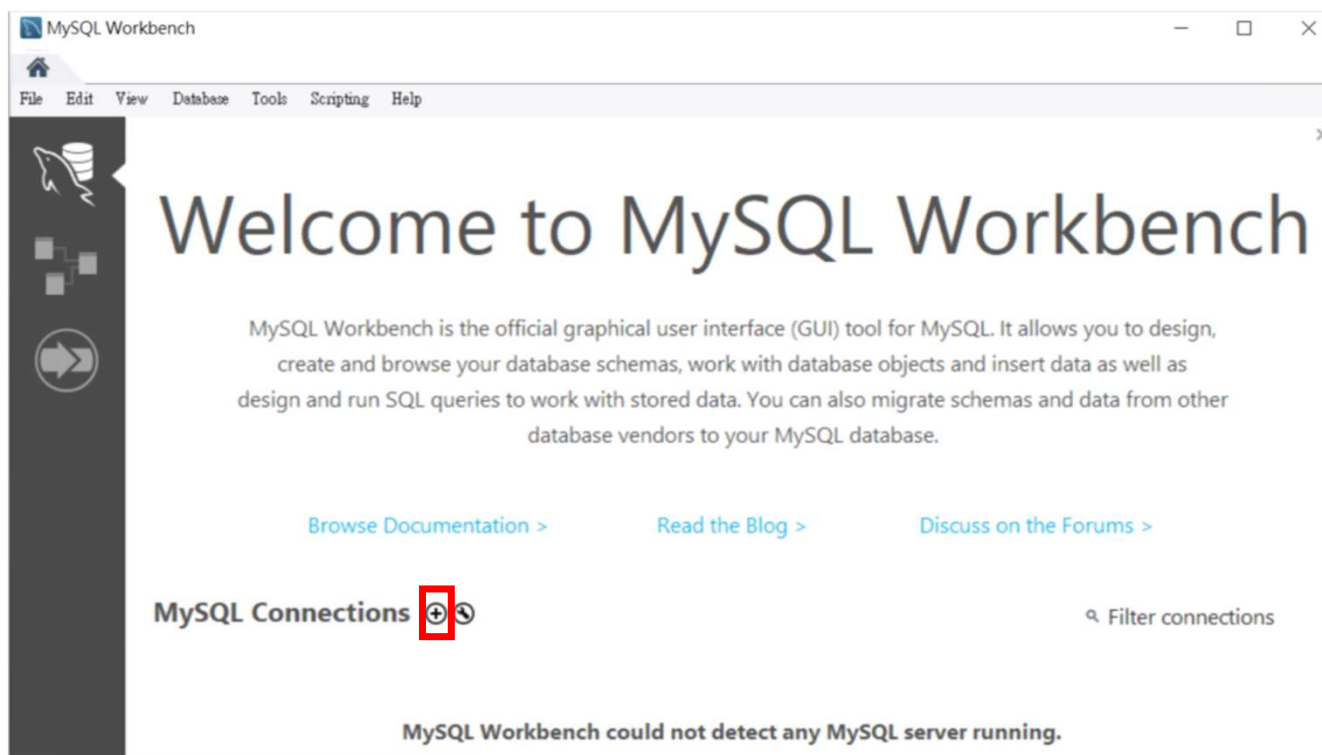 MySQL Workbench
File Edit View Database Tools Scripting Help
Welcome to MySQL Workbench
MySQL Workbench is the official graphical user interface (GUI) tool for MySQL. It allows you to design,
create and browse your database schemas, work with database objects and insert data as well as
design and run SQL queries to work with stored data. You can also migrate schemas and data from other
database vendors to your MySQL database.
Browse Documentation > Read the Blog > Discuss on the Forums >
MySQL Connections Filter connections
MySQL Workbench could not detect any MySQL server running.